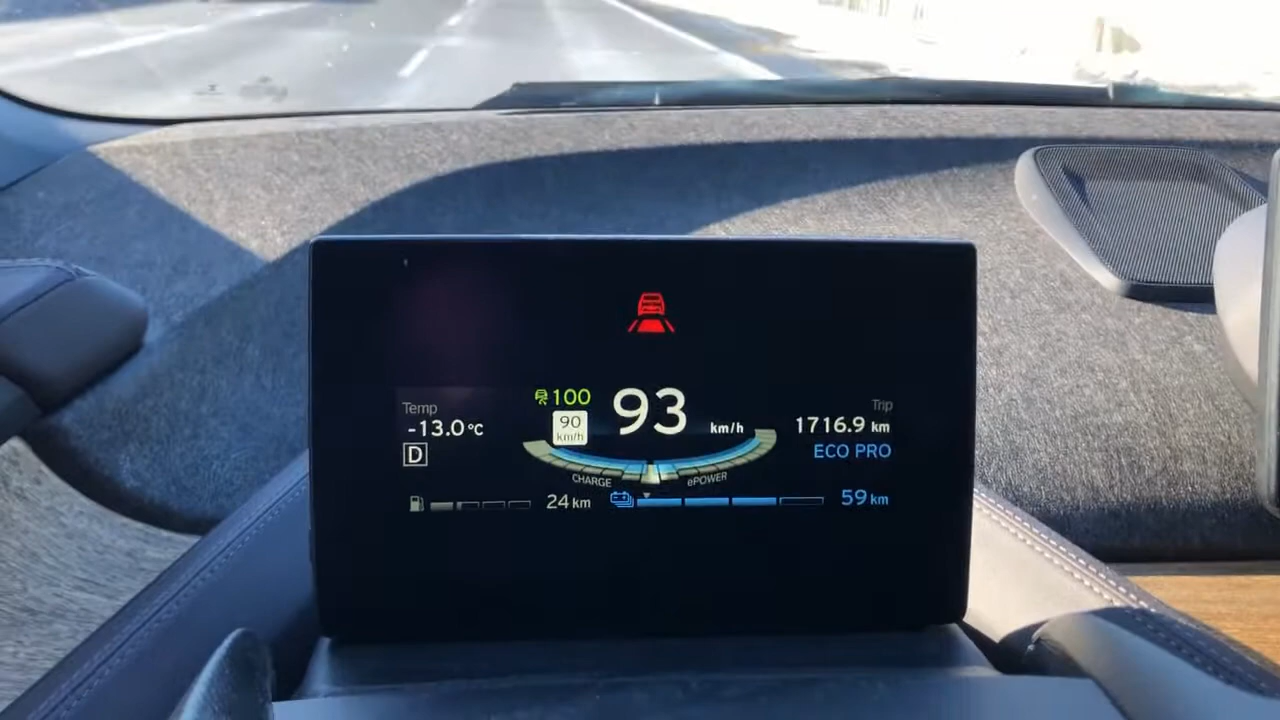 100
93
km/h
90
km/h
Temp
-13.0°C
D
Trip
1716.9 km
ECO PRO
CHARGE
ePOWER
24 km
59 km